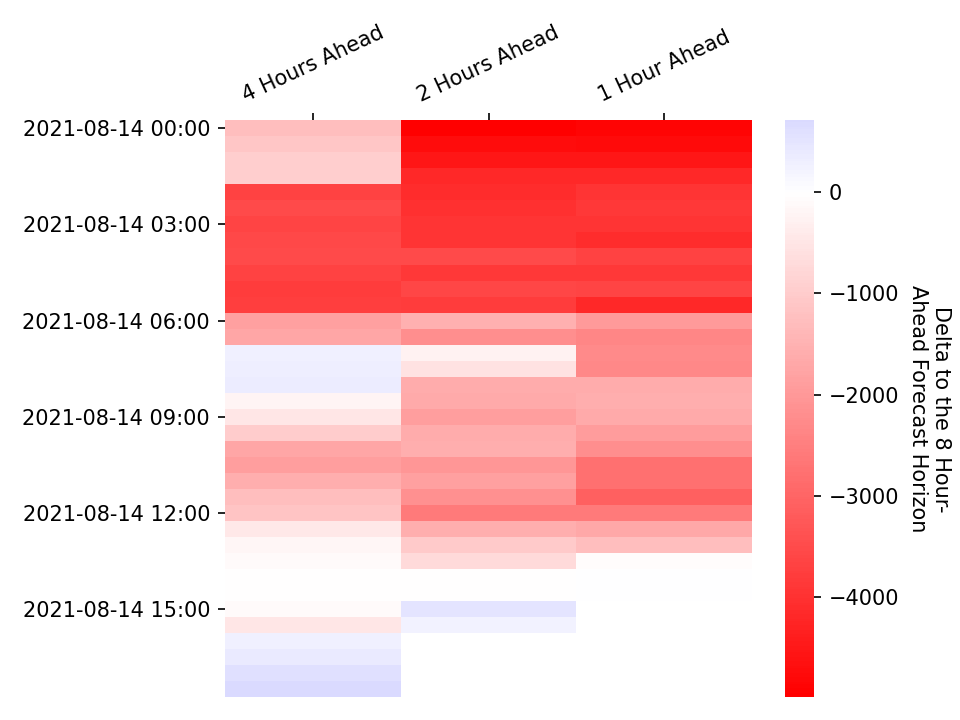 4 Hours Ahead
2 Hours Ahead
1 Hour Ahead
2021-08-14 00:00
2021-08-14 03:00
2021-08-14 06:00
2021-08-14 09:00
2021-08-14 12:00
2021-08-14 15:00
0
−1000
−2000
−3000
−4000
Delta to the 8 Hour-
Ahead Forecast Horizon